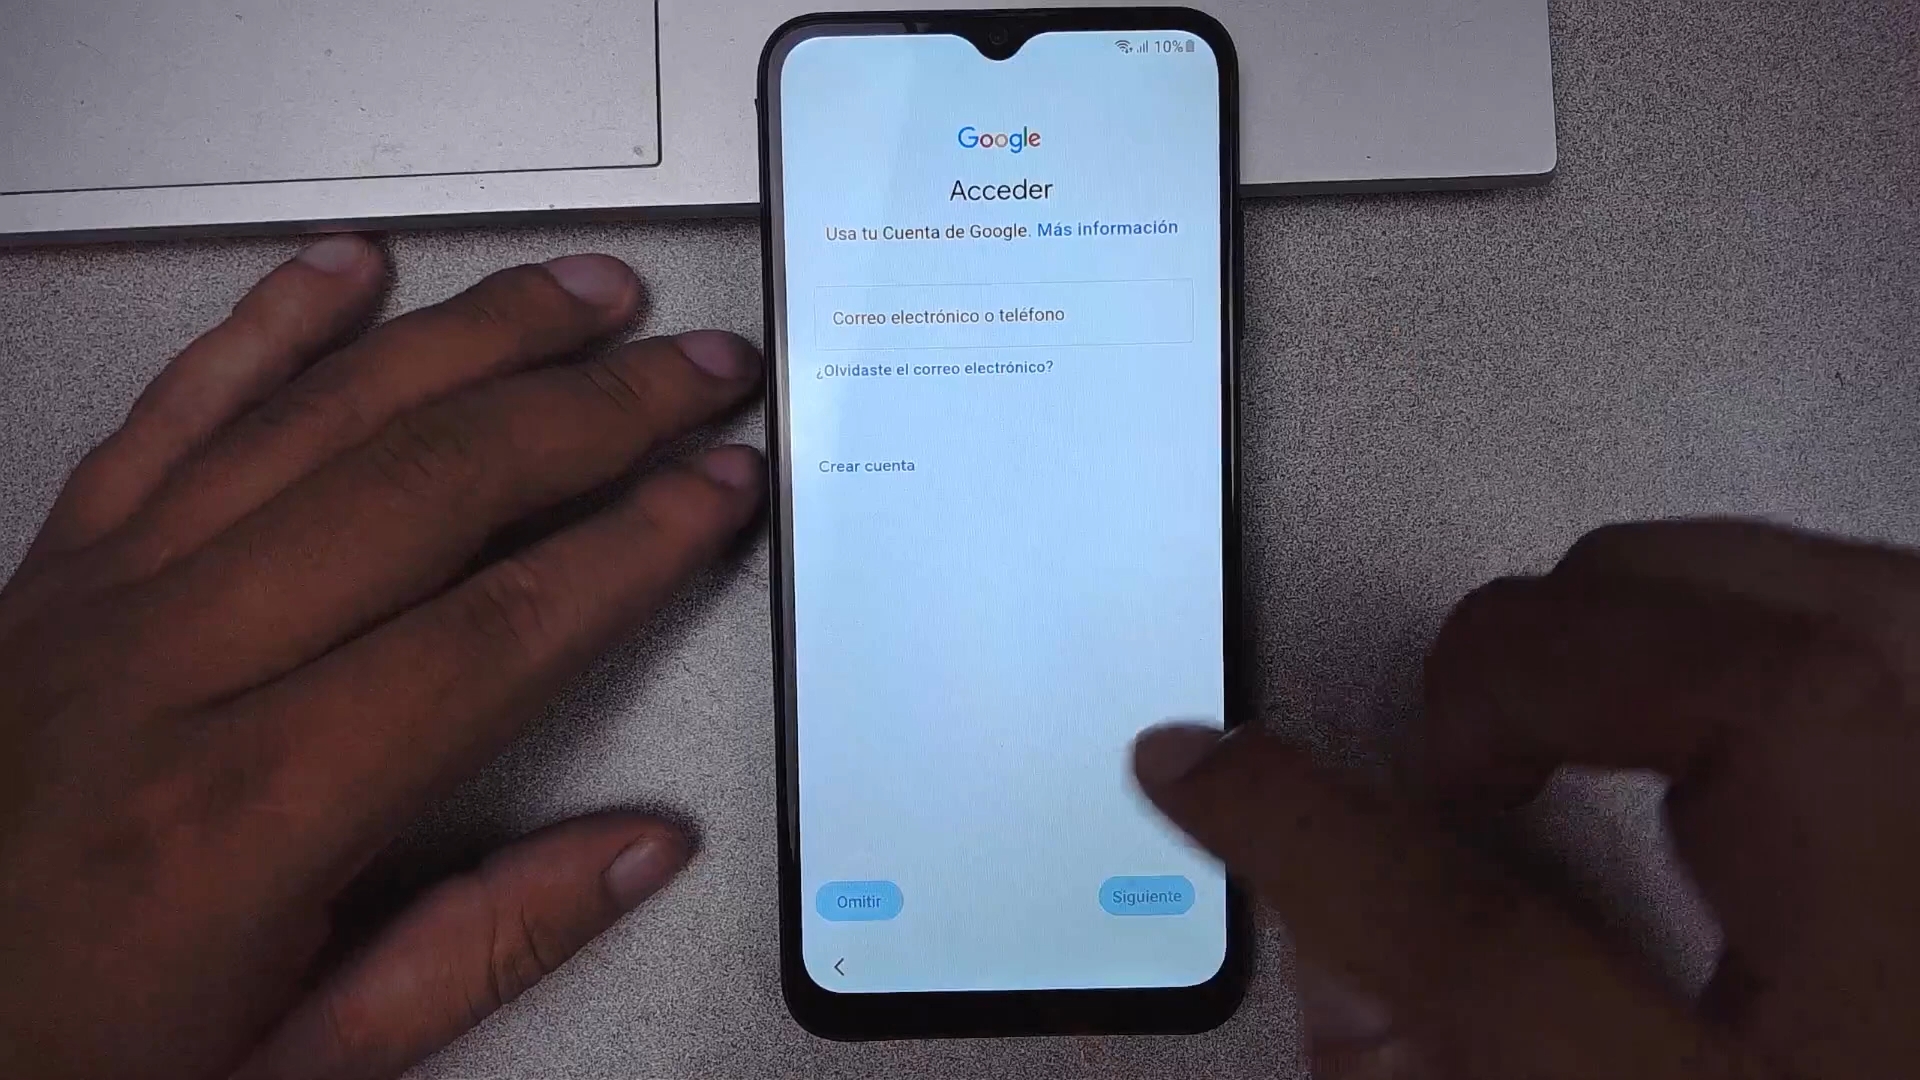 10%
Google
Acceder
Usa tu Cuenta de Google. Más información
Correo electrónico o teléfono
¿Olvidaste el correo electrónico?
Crear cuenta
Omitir
Siguiente